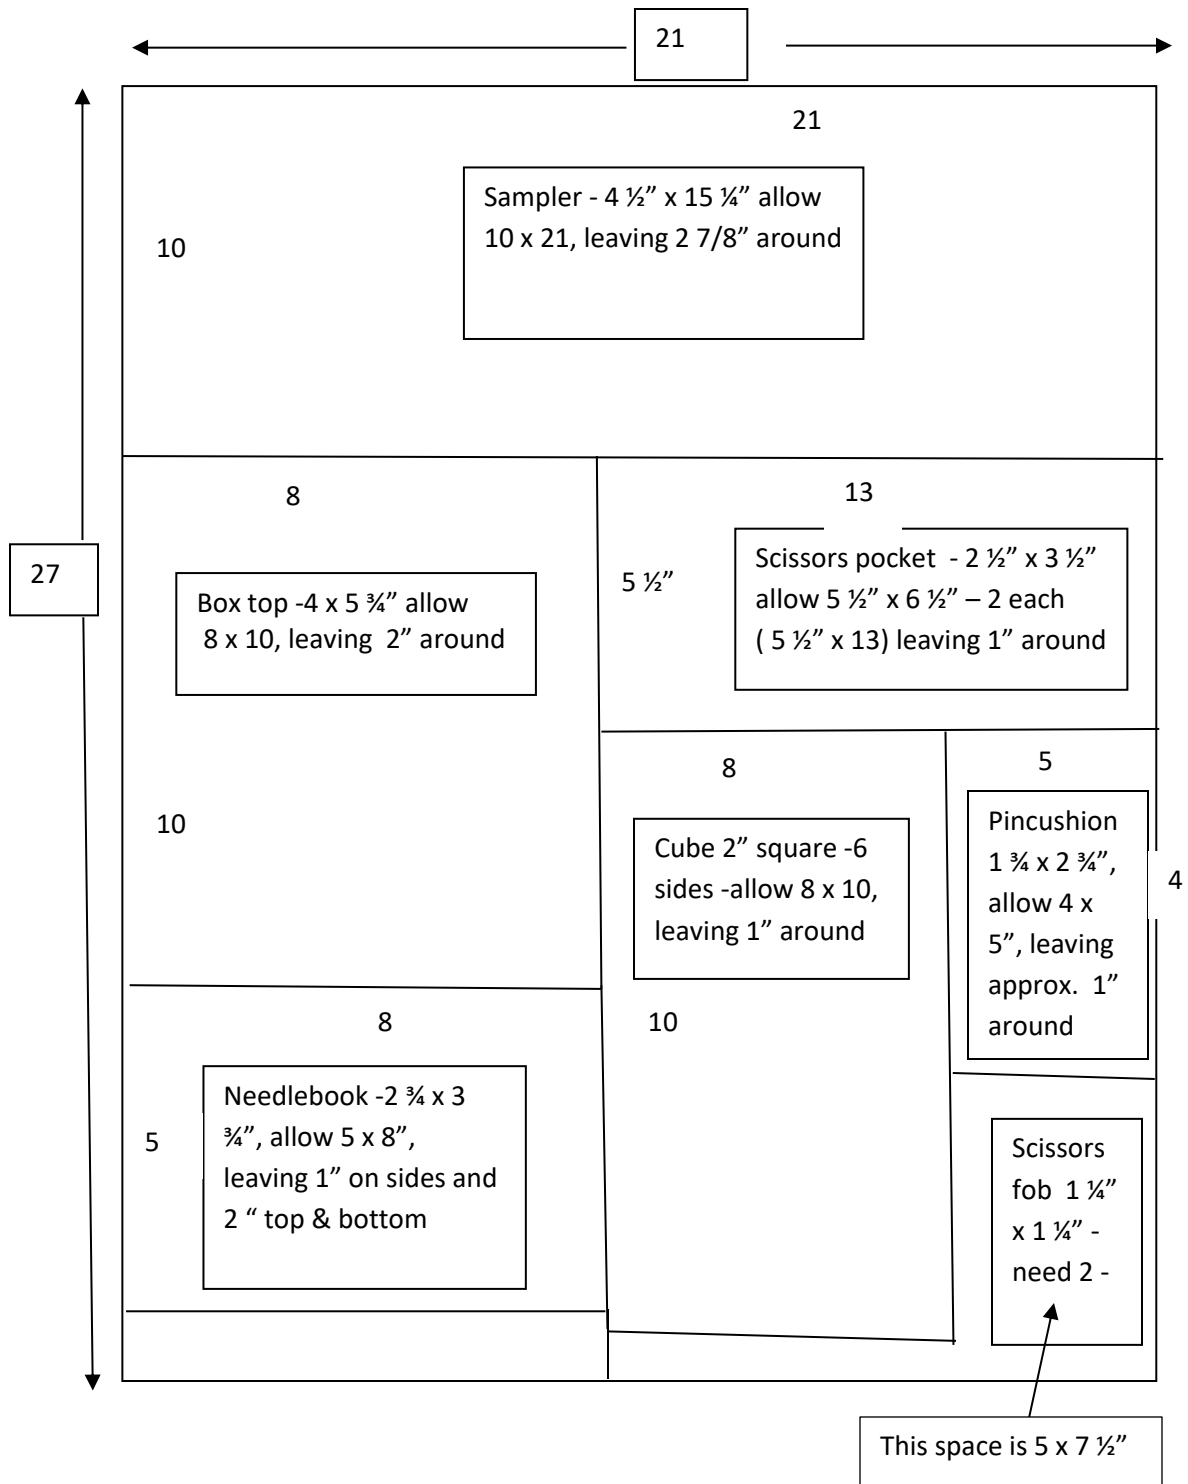 21
21
Sampler - 4 ½” x 15 ¼” allow
10 x 21, leaving 2 7/8” around
10
27
8
Box top -4 x 5 ¾” allow
8 x 10, leaving 2” around
10
13
5 ½”
Scissors pocket - 2 ½” x 3 ½”
allow 5 ½” x 6 ½” – 2 each
( 5 ½” x 13) leaving 1” around
8
Cube 2” square -6
sides -allow 8 x 10,
leaving 1” around
10
5
Pincushion
1 ¾ x 2 ¾”,
allow 4 x
5”, leaving
approx. 1”
around
4
8
5
Needlebook -2 ¾ x 3
¾”, allow 5 x 8”,
leaving 1” on sides and
2 “ top & bottom
Scissors
fob 1 ¼”
x 1 ¼” -
need 2 -
This space is 5 x 7 ½”